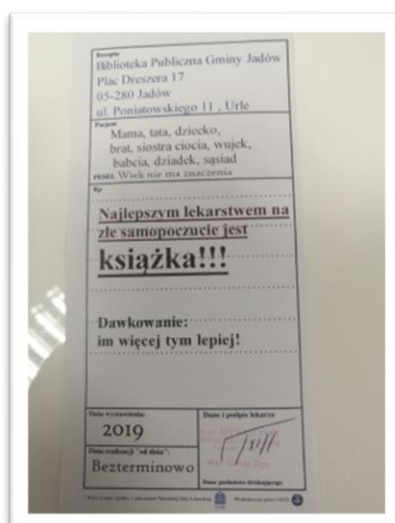 Recepta
Biblioteka Publiczna Gminy Jadów
Plac Dreszera 17
05-280 Jadów
ul. Poniatowskiego 11 , Urle
Pacjent
Mama, tata, dziecko,
brat, siostra ciocia, wujek,
babcia, dziadek, sąsiad
PESEL Wiek nie ma znaczenia
Rp
Najlepszym lekarstwem na
złe samopoczucie jest
książka!!!
Dawkowanie:
im więcej tym lepiej!
Data wystawienia:
2019
Data realizacji "od dnia":
Bezterminowo
Dane i podpis lekarza
Dane podmiotu drukującego